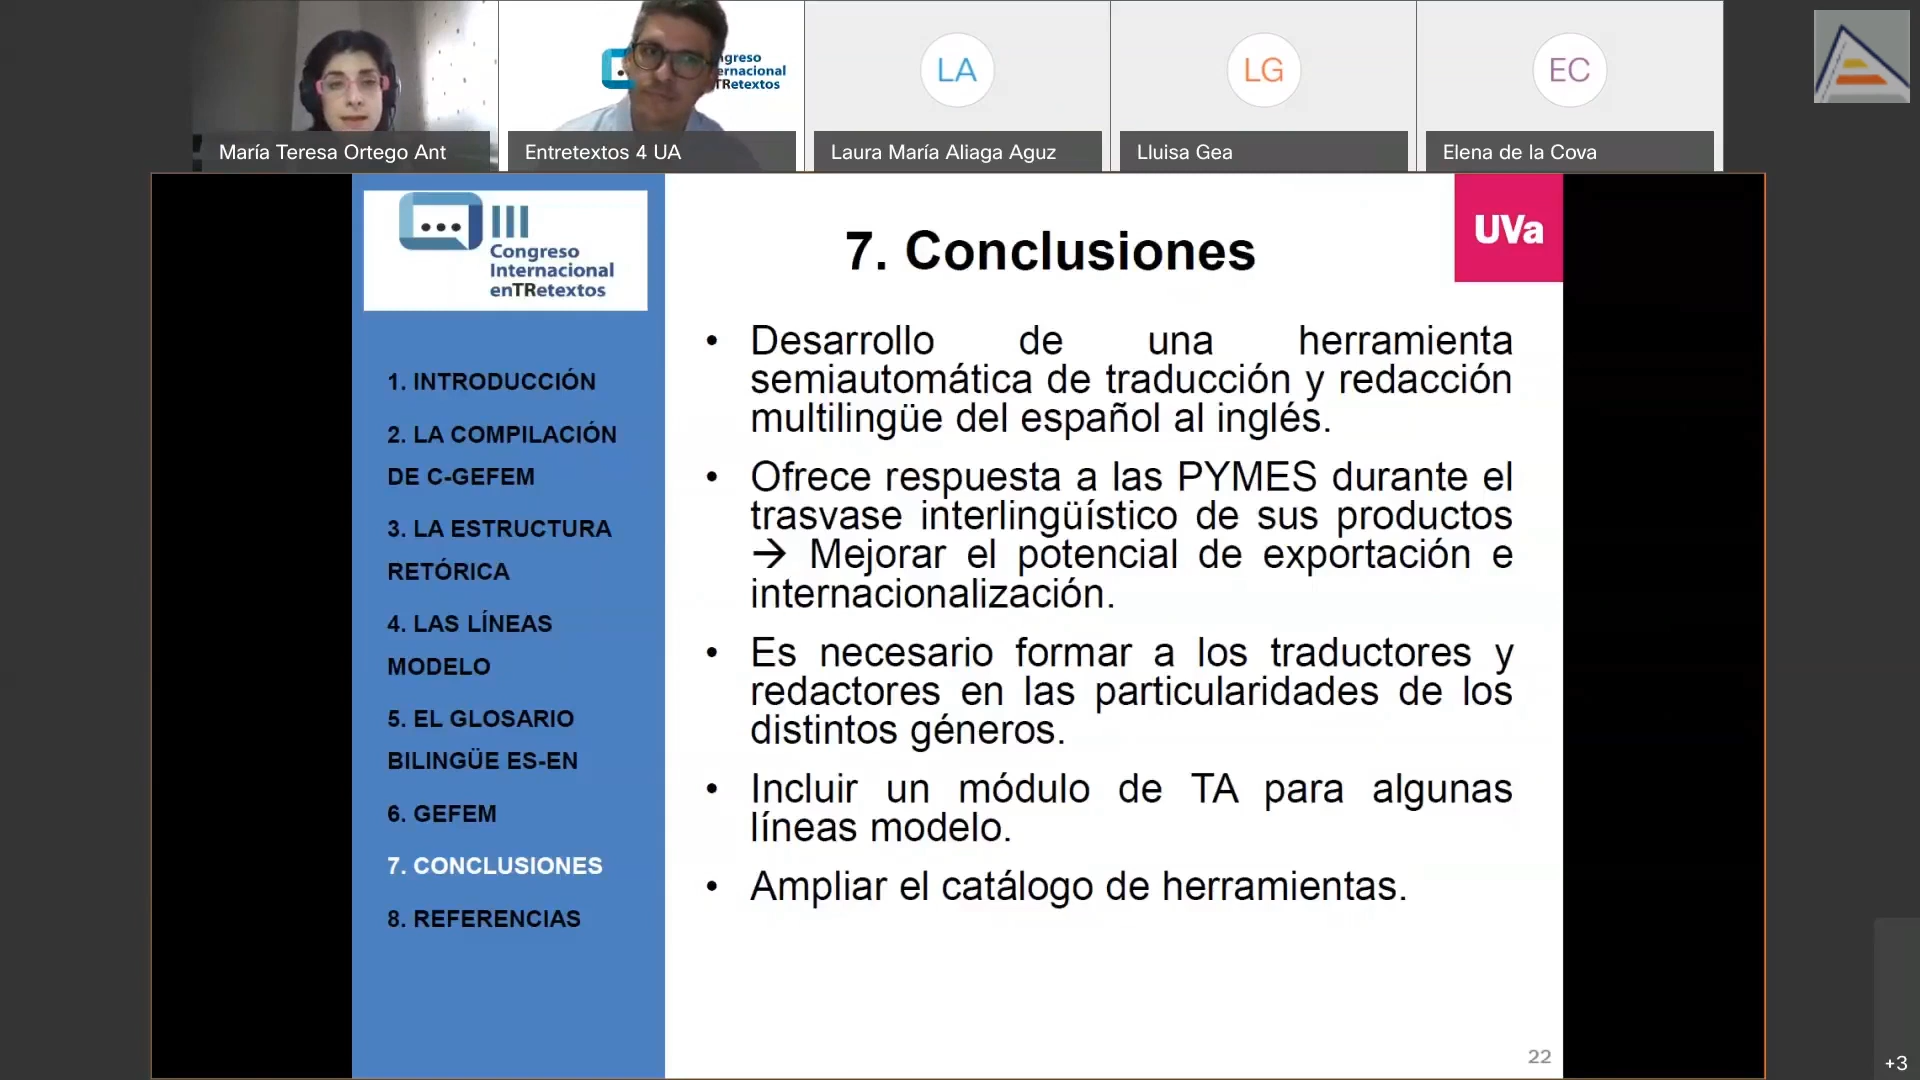 LA
LG
EC
ngreso
ernacional
TRetextos
María Teresa Ortego Ant
Entretextos 4 UA
Laura María Aliaga Aguz
Lluisa Gea
Elena de la Cova
III
Congreso
Internacional
enTRetextos
1. INTRODUCCIÓN
2. LA COMPILACIÓN
DE C-GEFEM
3. LA ESTRUCTURA
RETÓRICA
4. LAS LÍNEAS
MODELO
5. EL GLOSARIO
BILINGÜE ES-EN
6. GEFEM
7. CONCLUSIONES
8. REFERENCIAS
7. Conclusiones
UVa
• Desarrollo de una herramienta
semiautomática de traducción y redacción
multilingüe del español al inglés.
• Ofrece respuesta a las PYMES durante el
trasvase interlingüístico de sus productos
→ Mejorar el potencial de exportación e
internacionalización.
• Es necesario formar a los traductores y
redactores en las particularidades de los
distintos géneros.
• Incluir un módulo de TA para algunas
líneas modelo.
• Ampliar el catálogo de herramientas.
22
+3